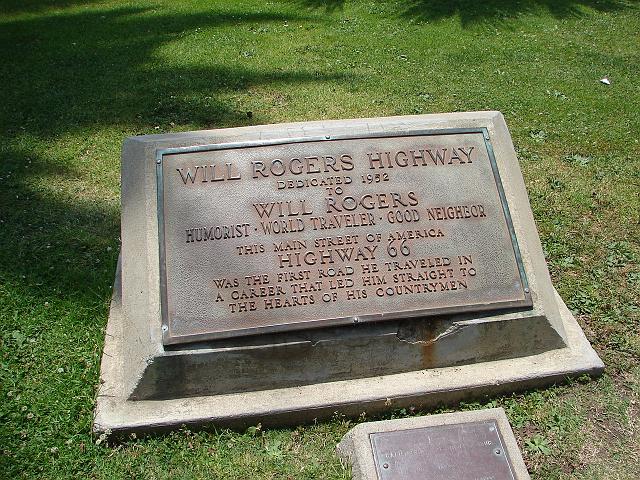 WILL ROGERS HIGHWAY
DEDICATED 1952
TO
WILL ROGERS
HUMORIST · WORLD TRAVELER · GOOD NEIGHBOR
THIS MAIN STREET OF AMERICA
HIGHWAY 66
WAS THE FIRST ROAD HE TRAVELED IN
A CAREER THAT LED HIM STRAIGHT TO
THE HEARTS OF HIS COUNTRYMEN